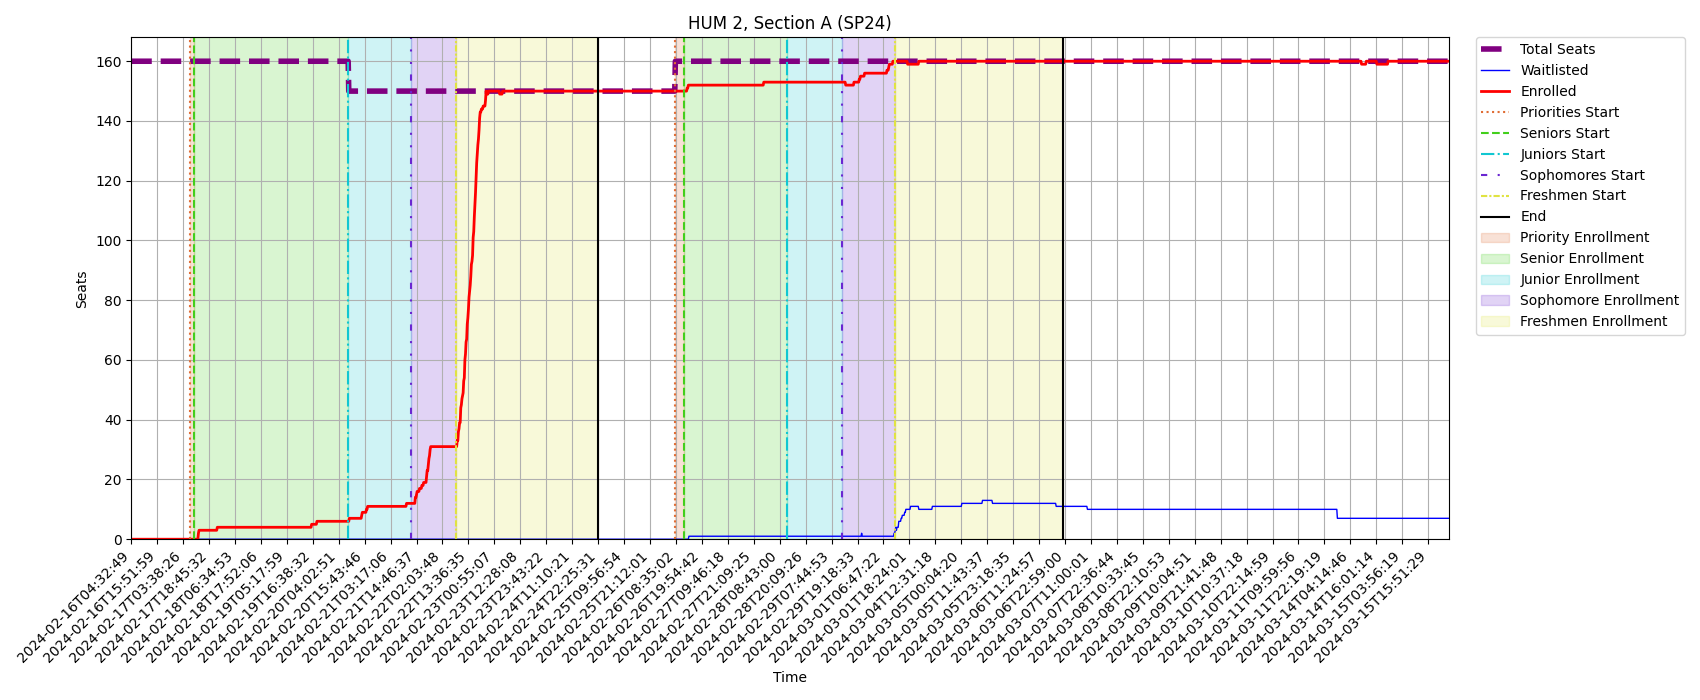 HUM 2, Section A (SP24)
Seats
160
140
120
100
80
60
40
20
0
2024-02-16T04:32:49
2024-02-16T15:51:59
2024-02-17T03:38:26
2024-02-17T18:45:32
2024-02-18T06:34:53
2024-02-18T17:52:06
2024-02-19T05:17:59
2024-02-19T16:38:32
2024-02-20T04:02:51
2024-02-20T15:43:46
2024-02-21T03:17:06
2024-02-21T14:46:37
2024-02-22T02:03:48
2024-02-22T13:36:35
2024-02-23T00:55:07
2024-02-23T12:28:08
2024-02-23T23:43:22
2024-02-24T11:10:21
2024-02-24T22:25:31
2024-02-25T09:56:54
2024-02-25T21:12:01
2024-02-26T08:35:02
2024-02-26T19:54:42
2024-02-27T09:46:18
2024-02-27T21:09:25
2024-02-28T08:43:00
2024-02-28T20:09:26
2024-02-29T07:44:53
2024-02-29T19:18:33
2024-03-01T06:47:22
2024-03-01T18:24:01
2024-03-04T12:31:18
2024-03-05T00:04:20
2024-03-05T11:43:37
2024-03-05T23:18:35
2024-03-06T11:24:57
2024-03-06T22:59:00
2024-03-07T11:00:01
2024-03-07T22:36:44
2024-03-08T10:33:45
2024-03-08T22:10:53
2024-03-09T10:04:51
2024-03-09T21:41:48
2024-03-10T10:37:18
2024-03-10T22:14:59
2024-03-11T09:59:56
2024-03-11T22:19:19
2024-03-14T04:14:46
2024-03-14T16:01:14
2024-03-15T03:56:19
2024-03-15T15:51:29
Time
Total Seats
Waitlisted
Enrolled
Priorities Start
Seniors Start
Juniors Start
Sophomores Start
Freshmen Start
End
Priority Enrollment
Senior Enrollment
Junior Enrollment
Sophomore Enrollment
Freshmen Enrollment